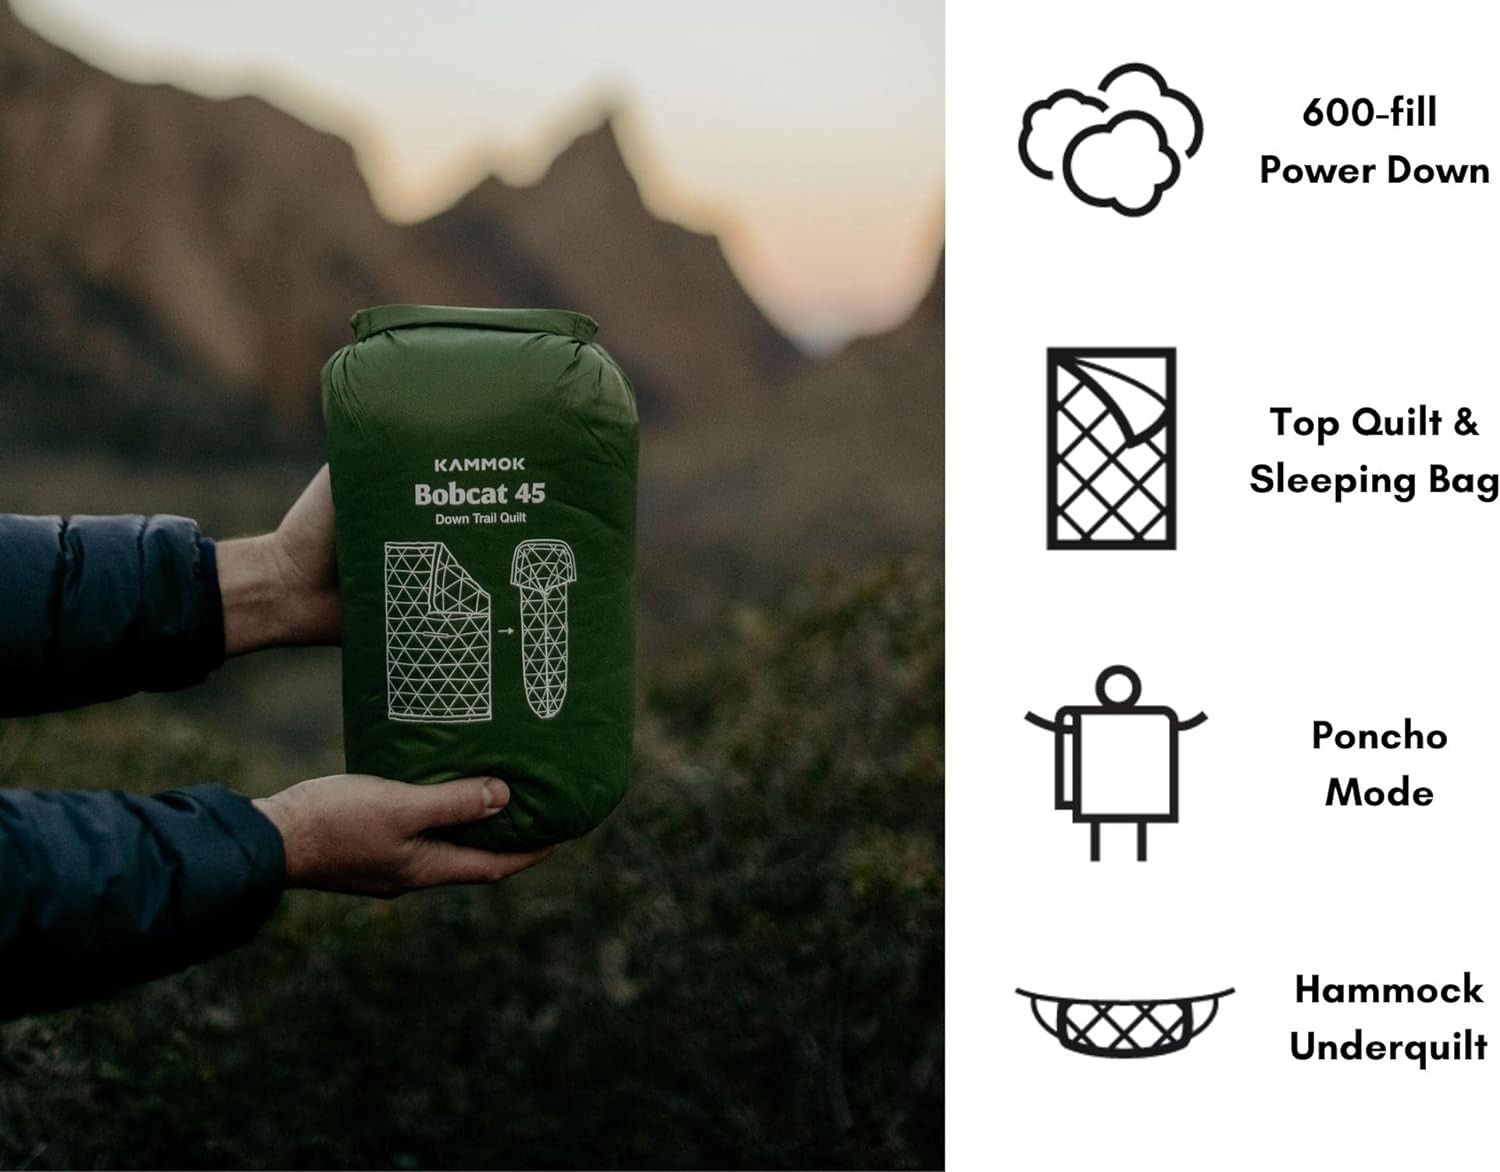 KAMMOK
Bobcat 45
Down Trail Quilt
600-fill
Power Down
Top Quilt &
Sleeping Bag
Poncho
Mode
Hammock
Underquilt